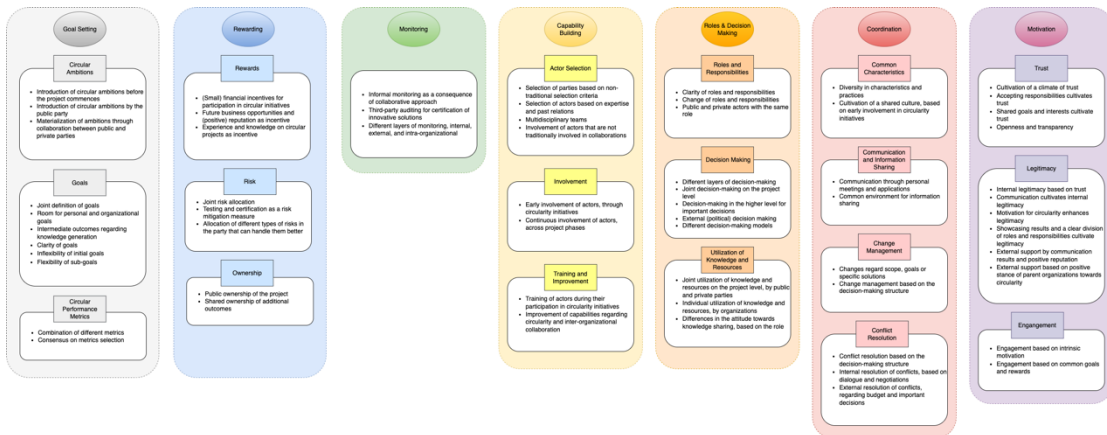 Goal Setting
Circular
Ambitions
• Introduction of circular ambitions before
the project commences
• Introduction of circular ambitions by the
public party
• Materialization of ambitions through
collaboration between public and
private parties
Goals
• Joint definition of goals
• Room for personal and organizational
goals
• Intermediate outcomes regarding
knowledge generation
• Clarity of goals
• Inflexibility of initial goals
• Flexibility of sub-goals
Circular
Performance
Metrics
• Combination of different metrics
• Consensus on metrics selection
Rewarding
Rewards
• (Small) financial incentives for
participation in circular initiatives
• Future business opportunities and
(positive) reputation as incentive
• Experience and knowledge on circular
projects as incentive
Risk
• Joint risk allocation
• Testing and certification as a risk
mitigation measure
• Allocation of different types of risks in
the party that can handle them better
Ownership
• Public ownership of the project
• Shared ownership of additional
outcomes
Monitoring
• Informal monitoring as a consequence
of collaborative approach
• Third-party auditing for certification of
innovative solutions
• Different layers of monitoring, internal,
external, and intra-organizational
Capability
Building
Actor Selection
• Selection of parties based on non-
traditional selection criteria
• Selection of actors based on expertise
and past relations
• Multidisciplinary teams
• Involvement of actors that are not
traditionally involved in collaborations
Involvement
• Early involvement of actors, through
circularity initiatives
• Continuous involvement of actors,
across project phases
Training and
Improvement
• Training of actors during their
participation in circularity initiatives
• Improvement of capabilities regarding
circularity and inter-organizational
collaboration
Roles & Decision
Making
Roles and
Responsibilities
• Clarity of roles and responsibilities
• Change of roles and responsibilities
• Public and private actors with the same
role
Decision Making
• Different layers of decision-making
• Joint decision-making on the project
level
• Decision-making in the higher level for
important decisions
• External (political) decision making
• Different decision-making models
Utilization of
Knowledge and
Resources
• Joint utilization of knowledge and
resources on the project level, by public
and private parties
• Individual utilization of knowledge and
resources, by organizations
• Differences in the attitude towards
knowledge sharing, based on the role
Coordination
Common
Characteristics
• Diversity in characteristics and
practices
• Cultivation of a shared culture, based on
early involvement in circularity
initiatives
Communication
and Information
Sharing
• Communication through personal
meetings and applications
• Common environment for information
sharing
Change
Management
• Changes regard scope, goals or
specific solutions
• Change management based on the
decision-making structure
Conflict
Resolution
• Conflict resolution based on the
decision-making structure
• Internal resolution of conflicts, based on
dialogue and negotiations
• External resolution of conflicts,
regarding budget and important
decisions
Motivation
Trust
• Cultivation of a climate of trust
• Accepting responsibilities cultivates
trust
• Shared goals and interests cultivate
trust
• Openness and transparency
Legitimacy
• Internal legitimacy based on trust
• Communication cultivates internal
legitimacy
• Motivation for circularity enhances
legitimacy
• Showcasing results and a clear division
of roles and responsibilities cultivate
legitimacy
• External support by communication
results and positive reputation
• External support based on positive
stance of parent organizations towards
circularity
Engangement
• Engagement based on intrinsic
motivation
• Engagement based on common goals
and rewards